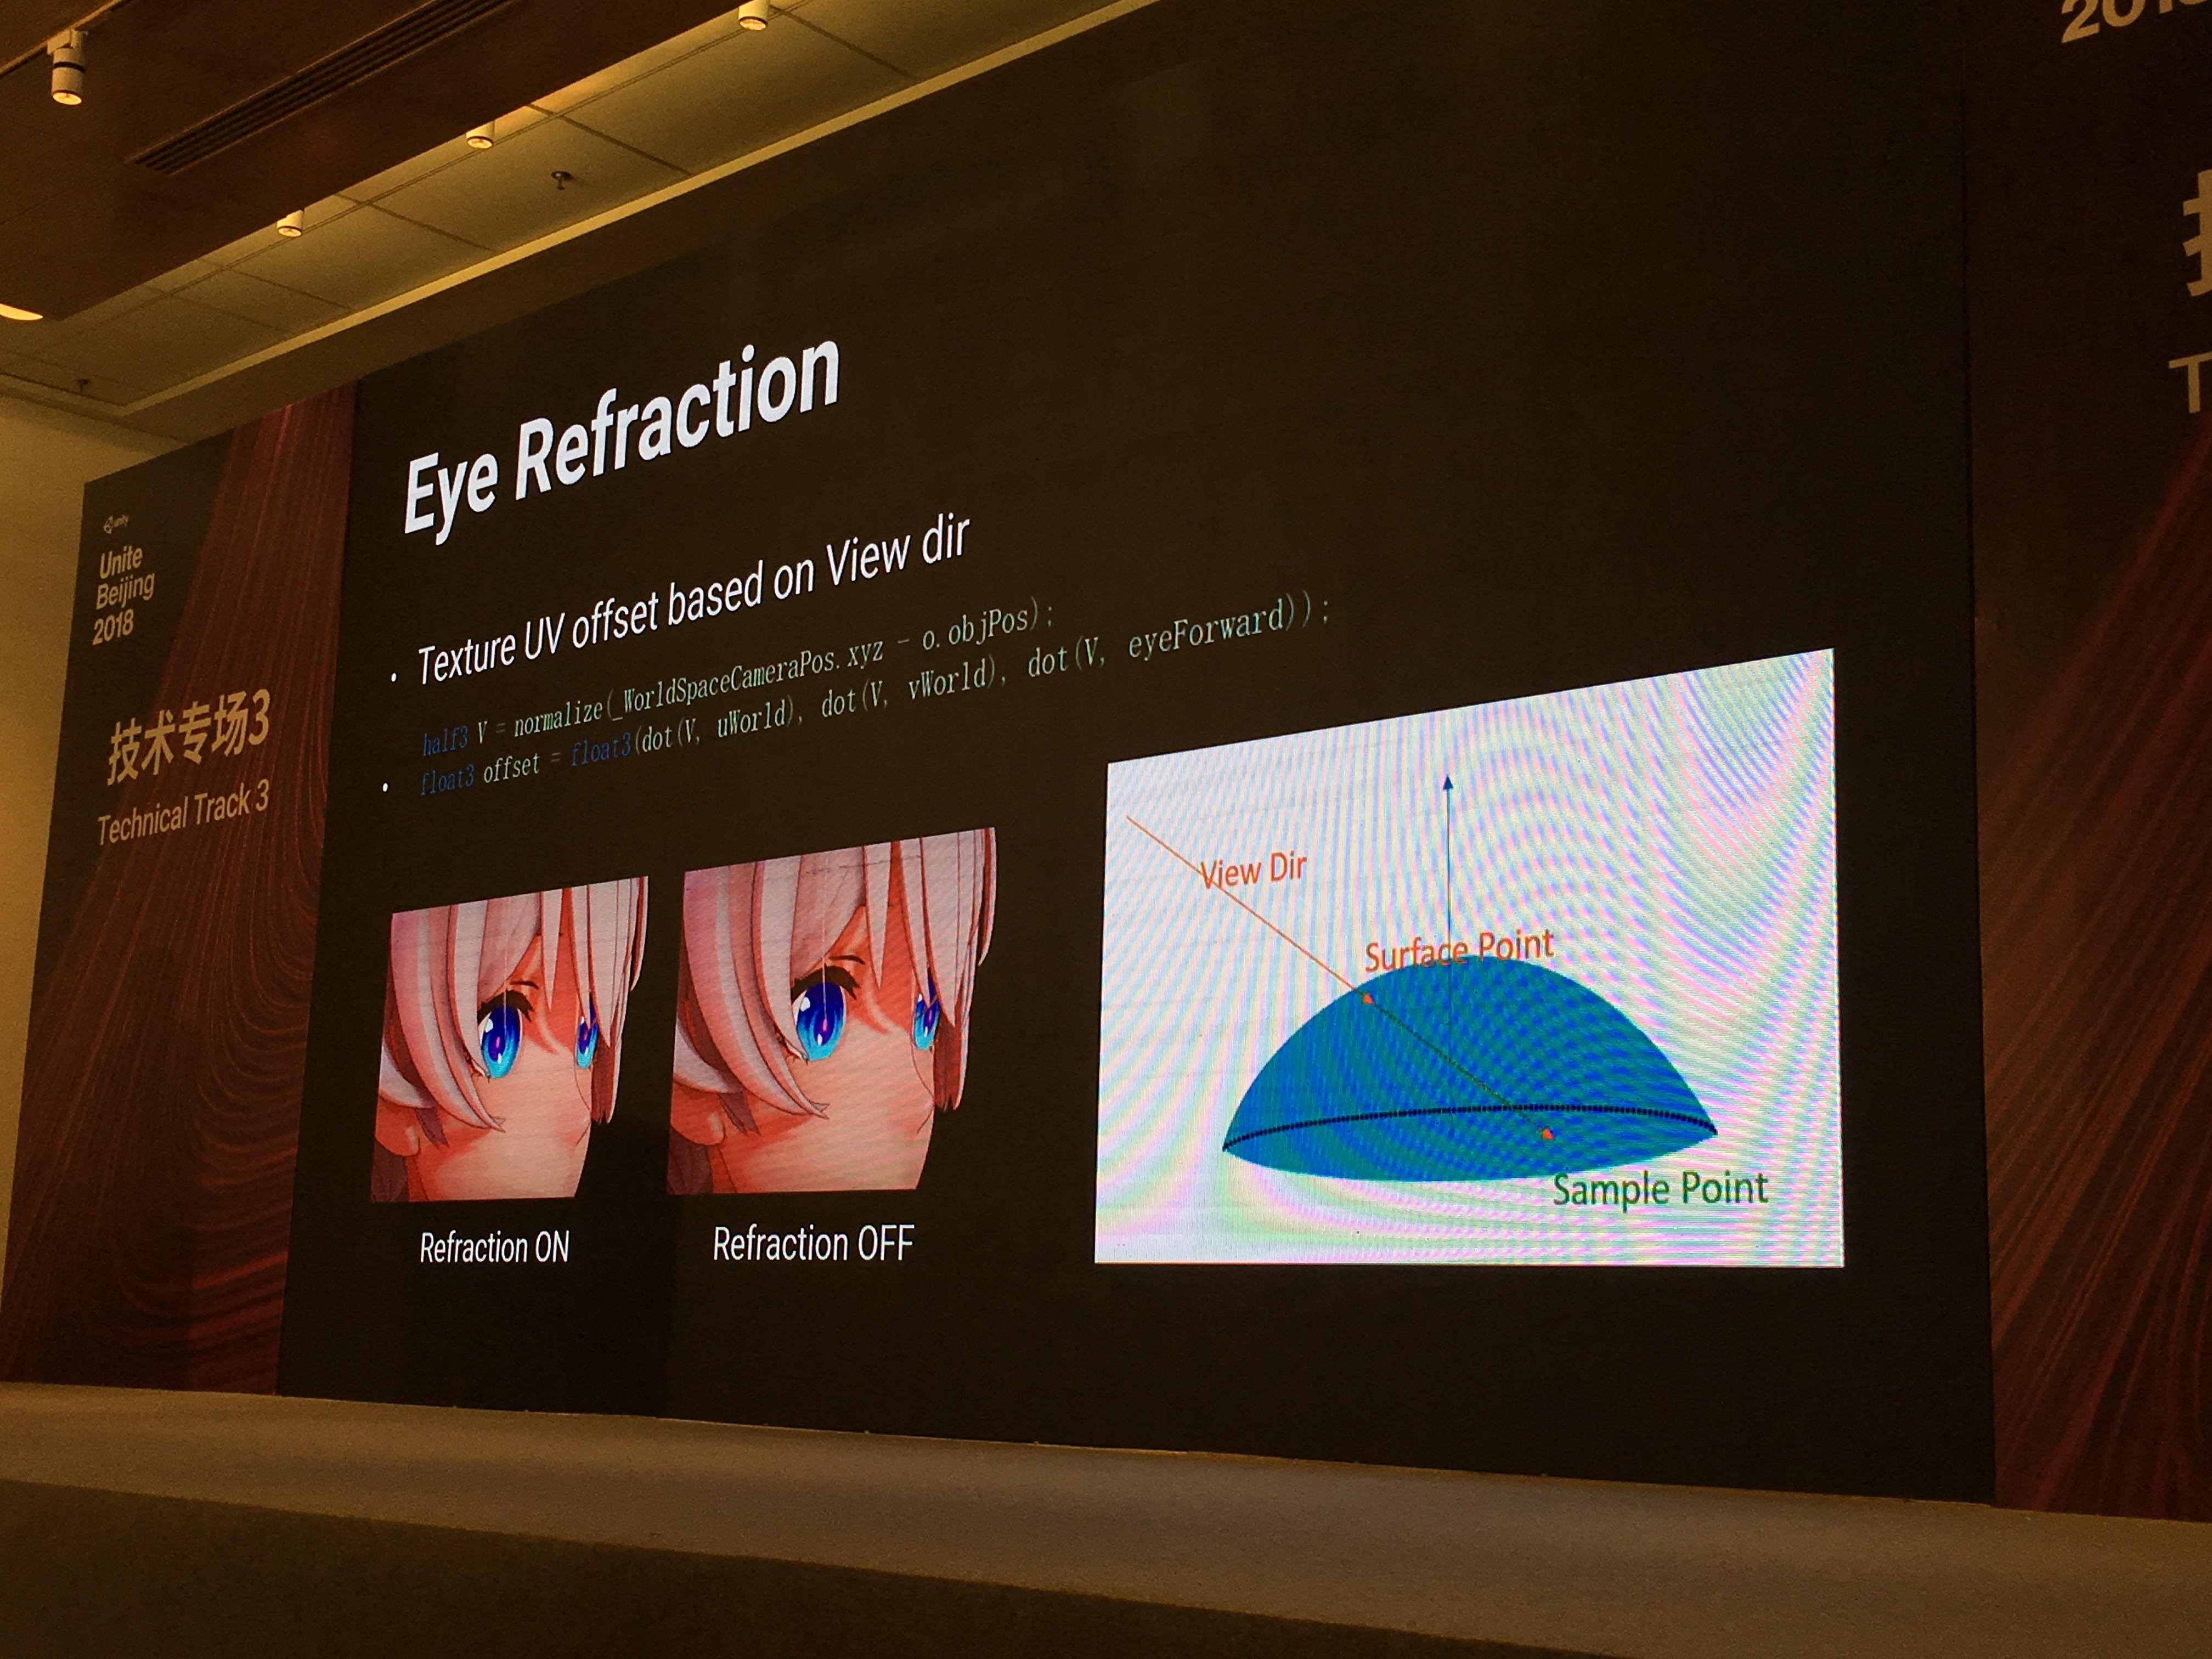 unity
Unite
Beijing
2018
技术专场3
Technical Track 3
Eye Refraction
• Texture UV offset based on View dir
half3 V = normalize(_WorldSpaceCameraPos.xyz - o.objPos);
• float3 offset = float3(dot(V, uWorld), dot(V, vWorld), dot(V, eyeForward));
Refraction ON
Refraction OFF
View Dir
Surface Point
Sample Point
T